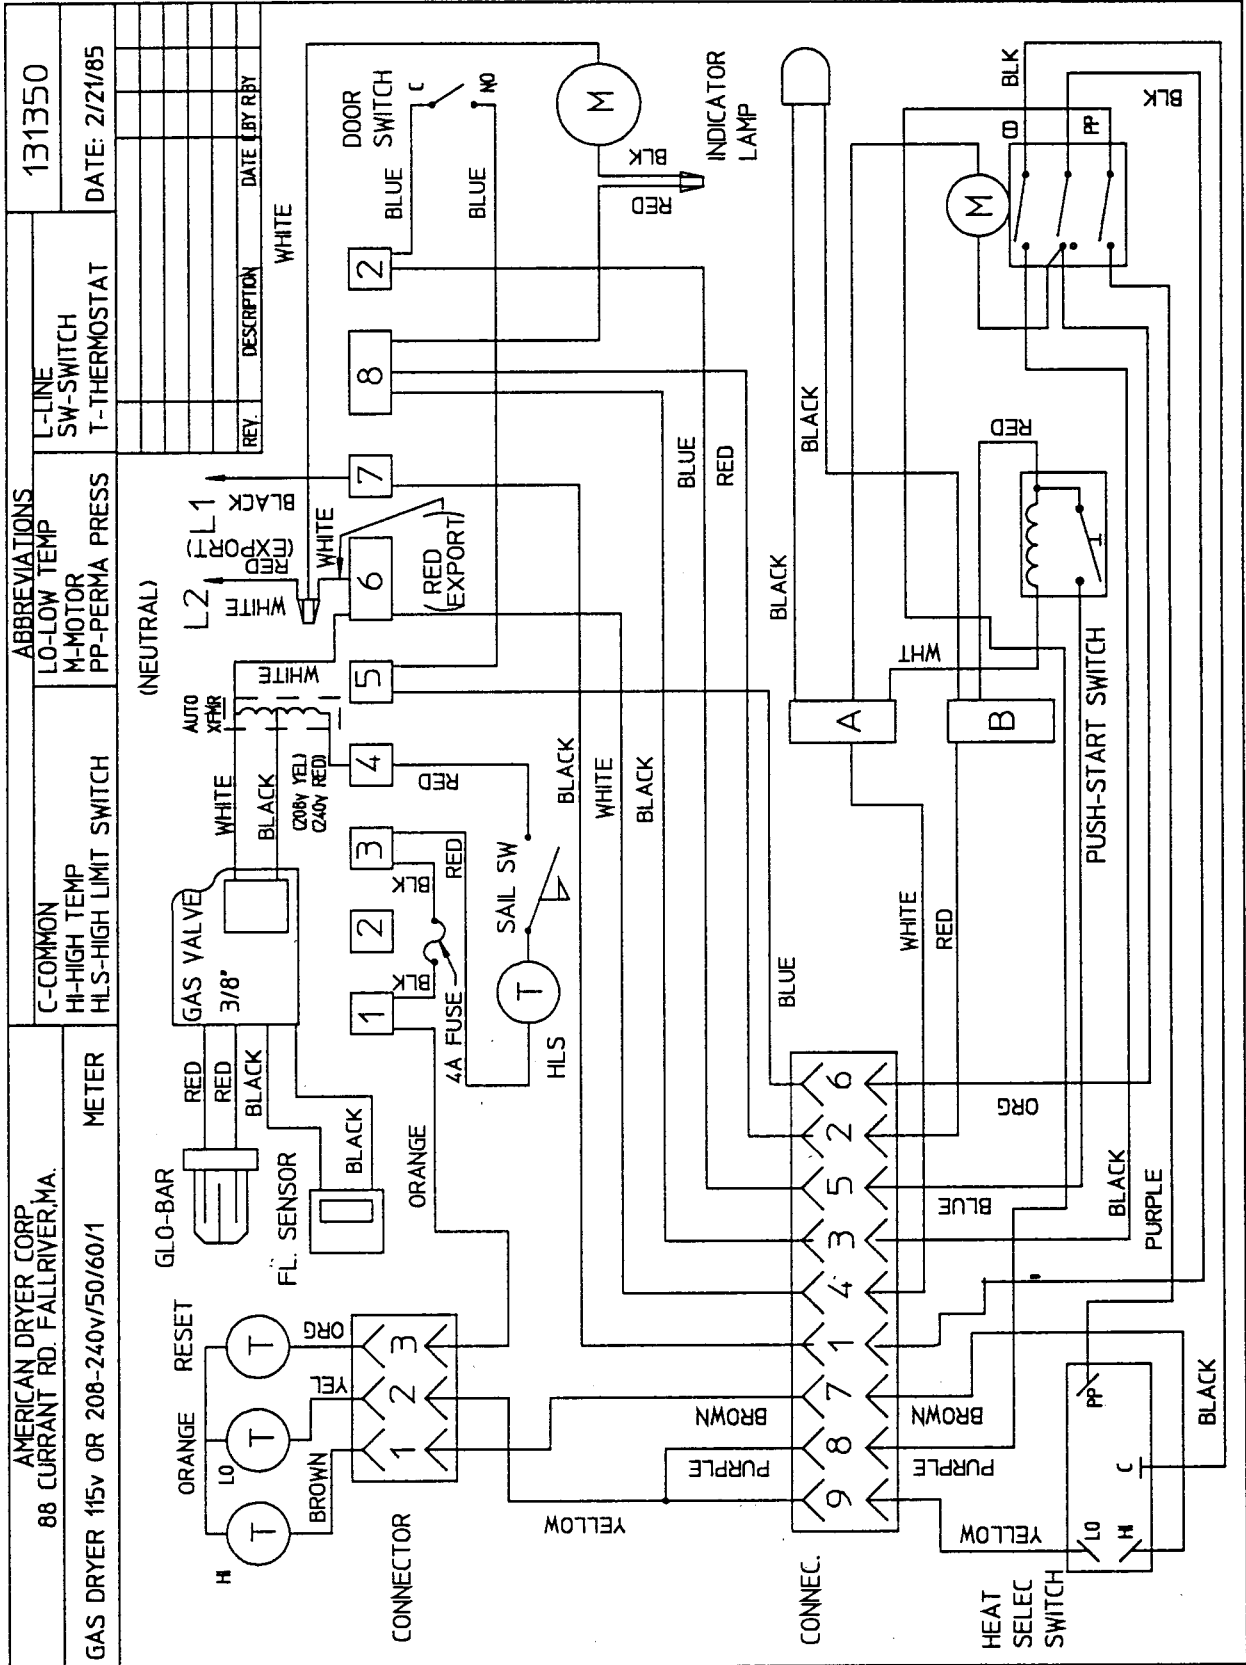 AMERICAN DRYER CORP.
88 CURRANT RD. FALLRIVER,MA.
GAS DRYER 115v OR 208-240v/50/60/1 METER
ABBREVIATIONS
C-COMMON
HI-HIGH TEMP
HLS-HIGH LIMIT SWITCH
LO-LOW TEMP
M-MOTOR
PP-PERMA PRESS
L-LINE
SW-SWITCH
T-THERMOSTAT
131350
DATE: 2/21/85
REV. DESCRIPTION DATE C.BY R.BY
(NEUTRAL)
L2
L1
WHITE
RED
(EXPORT)
BLACK
WHITE
WHITE
(RED
EXPORT)
WHITE
AUTO
XFMR
WHITE
BLACK
(208v YEL)
(240v RED)
GAS VALVE
3/8"
RED
RED
BLACK
BLACK
GLO-BAR
FL. SENSOR
RESET
ORANGE
LO
HI
T
T
T
ORG
YEL
BROWN
1
2
3
CONNECTOR
1
2
3
4
5
6
7
8
2
BLK
BLK
4A FUSE
RED
RED
SAIL SW
T
HLS
ORANGE
DOOR
SWITCH
C
NO
BLUE
BLUE
M
BLK
RED
INDICATOR
LAMP
BLACK
WHITE
BLACK
BLUE
RED
BLUE
BLACK
BLACK
BROWN
PURPLE
YELLOW
CONNEC.
9
8
7
1
4
3
5
2
6
A
B
WHT
WHITE
RED
RED
PUSH-START SWITCH
M
BLK
BLK
PP
ORG
BLUE
BLACK
PURPLE
BROWN
PURPLE
YELLOW
BLACK
HEAT
SELEC
SWITCH
LO
HI
C
PP